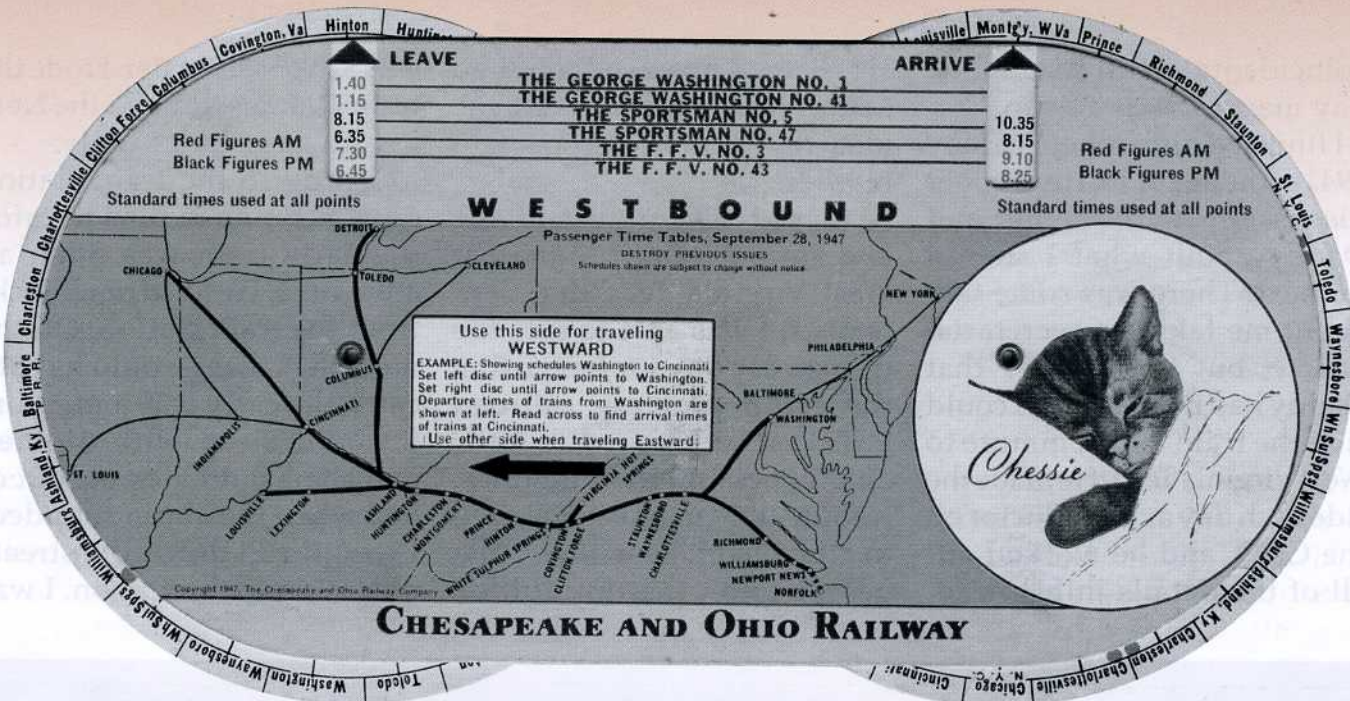 Covington, Va
Hinton
Columbus
Clifton Forge
Charlottesville
Charleston
Baltimore
P. R. R.
Ashland, Ky
Williamsburg
Wh Sul Spgs
Waynesboro
Washington
Toledo
Louisville
Montg'y, W Va
Prince
Richmond
Staunton
St. Louis
N. Y. C.
Toledo
Waynesboro
Wh Sul Spgs
Williamsburg
Ashland, Ky
Charleston
Charlottesville
Chicago
N. Y. C.
Cincinnati
LEAVE
ARRIVE
1.40 THE GEORGE WASHINGTON NO. 1
1.15 THE GEORGE WASHINGTON NO. 41
8.15 THE SPORTSMAN NO. 5 10.35
6.35 THE SPORTSMAN NO. 47 8.15
7.30 THE F. F. V. NO. 3 9.10
6.45 THE F. F. V. NO. 43 8.25
Red Figures AM
Black Figures PM
Standard times used at all points
Red Figures AM
Black Figures PM
Standard times used at all points
WESTBOUND
Passenger Time Tables, September 28, 1947
DESTROY PREVIOUS ISSUES
Schedules shown are subject to change without notice
DETROIT
CHICAGO
TOLEDO
CLEVELAND
NEW YORK
PHILADELPHIA
COLUMBUS
BALTIMORE
WASHINGTON
CINCINNATI
INDIANAPOLIS
ST. LOUIS
Use this side for traveling
WESTWARD
EXAMPLE: Showing schedules Washington to Cincinnati
Set left disc until arrow points to Washington.
Set right disc until arrow points to Cincinnati.
Departure times of trains from Washington are
shown at left. Read across to find arrival times
of trains at Cincinnati.
Use other side when traveling Eastward.
LOUISVILLE
LEXINGTON
ASHLAND
HUNTINGTON
CHARLESTON
MONTGOMERY
PRINCE
HINTON
WHITE SULPHUR SPRINGS
COVINGTON
CLIFTON FORGE
VIRGINIA HOT
SPRINGS
STAUNTON
WAYNESBORO
CHARLOTTESVILLE
RICHMOND
WILLIAMSBURG
NEWPORT NEWS
NORFOLK
Chessie
Copyright 1947, The Chesapeake and Ohio Railway Company
CHESAPEAKE AND OHIO RAILWAY